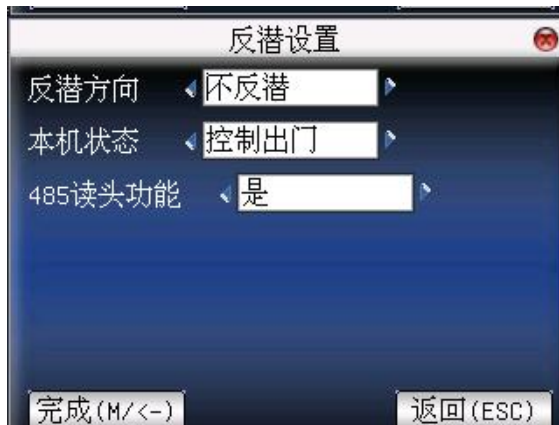 反潜设置
反潜方向 不反潜
本机状态 控制出门
485读头功能 是
完成(M/<-) 返回(ESC)